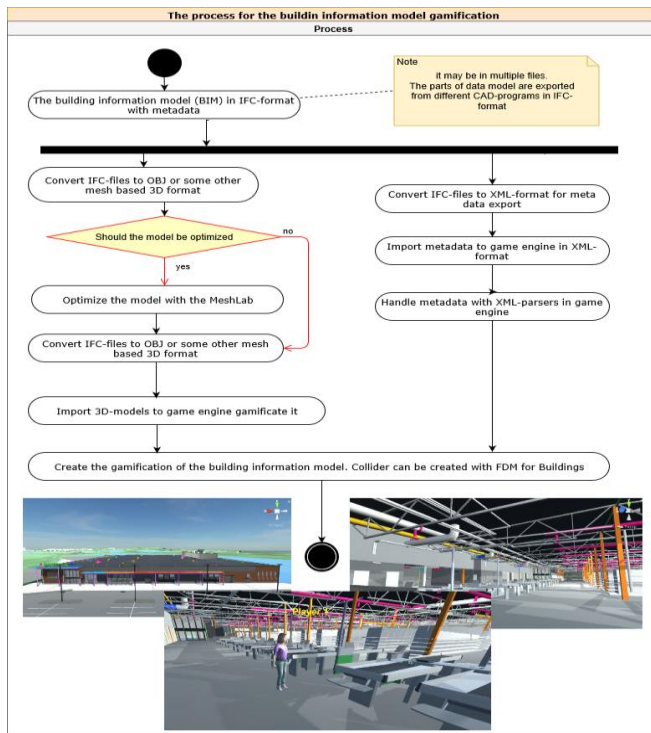 The process for the buildin information model gamification
Process
Note
it may be in multiple files.
The parts of data model are exported
from different CAD-programs in IFC-
format
The building information model (BIM) in IFC-format
with metadata
Convert IFC-files to OBJ or some other
mesh based 3D format
Convert IFC-files to XML-format for meta
data export
Should the model be optimized
no
yes
Import metadata to game engine in XML-
format
Optimize the model with the MeshLab
Handle metadata with XML-parsers in game
engine
Convert IFC-files to OBJ or some other mesh
based 3D format
Import 3D-models to game engine gamificate it
Create the gamification of the building information model. Collider can be created with FDM for Buildings
Player 1